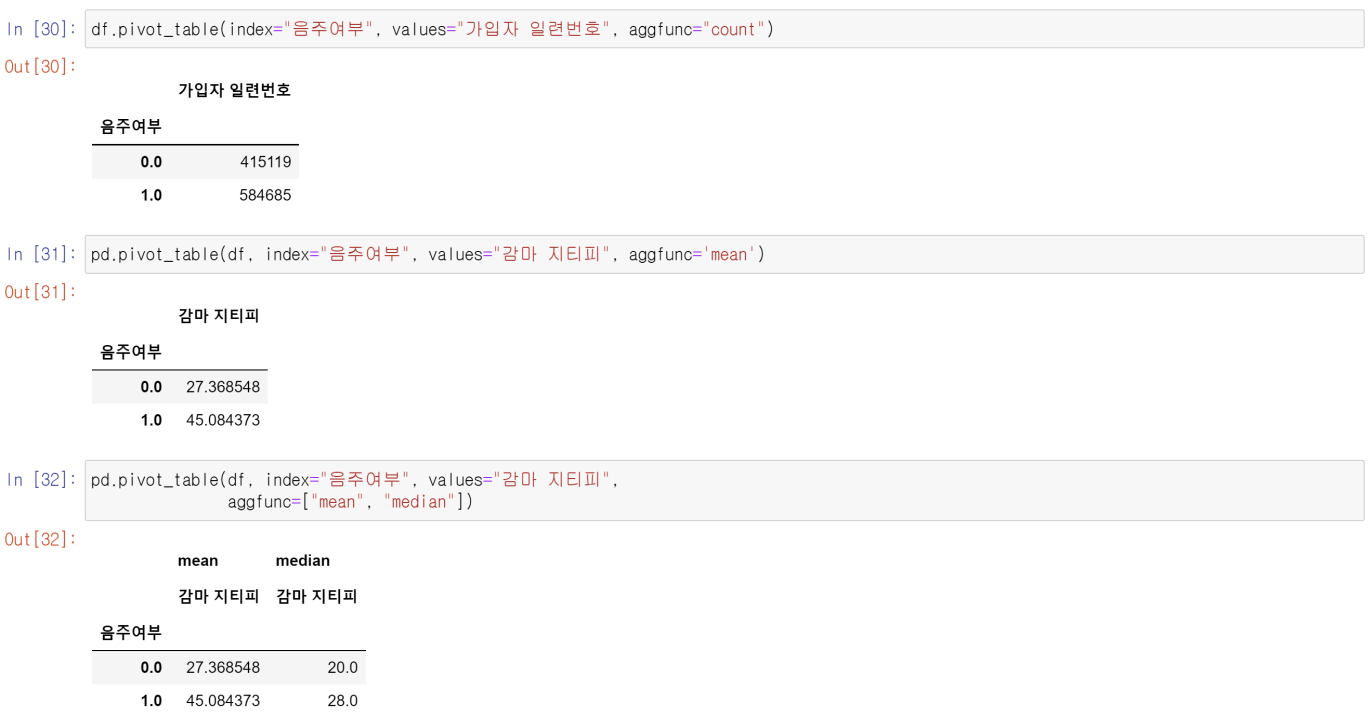 In [30]: df.pivot_table(index="음주여부", values="가입자 일련번호", aggfunc="count")
Out[30]:
가입자 일련번호
음주여부
0.0 415119
1.0 584685
In [31]: pd.pivot_table(df, index="음주여부", values="감마 지티피", aggfunc='mean')
Out[31]:
감마 지티피
음주여부
0.0 27.368548
1.0 45.084373
In [32]: pd.pivot_table(df, index="음주여부", values="감마 지티피",
aggfunc=["mean", "median"])
Out[32]:
mean median
감마 지티피 감마 지티피
음주여부
0.0 27.368548 20.0
1.0 45.084373 28.0